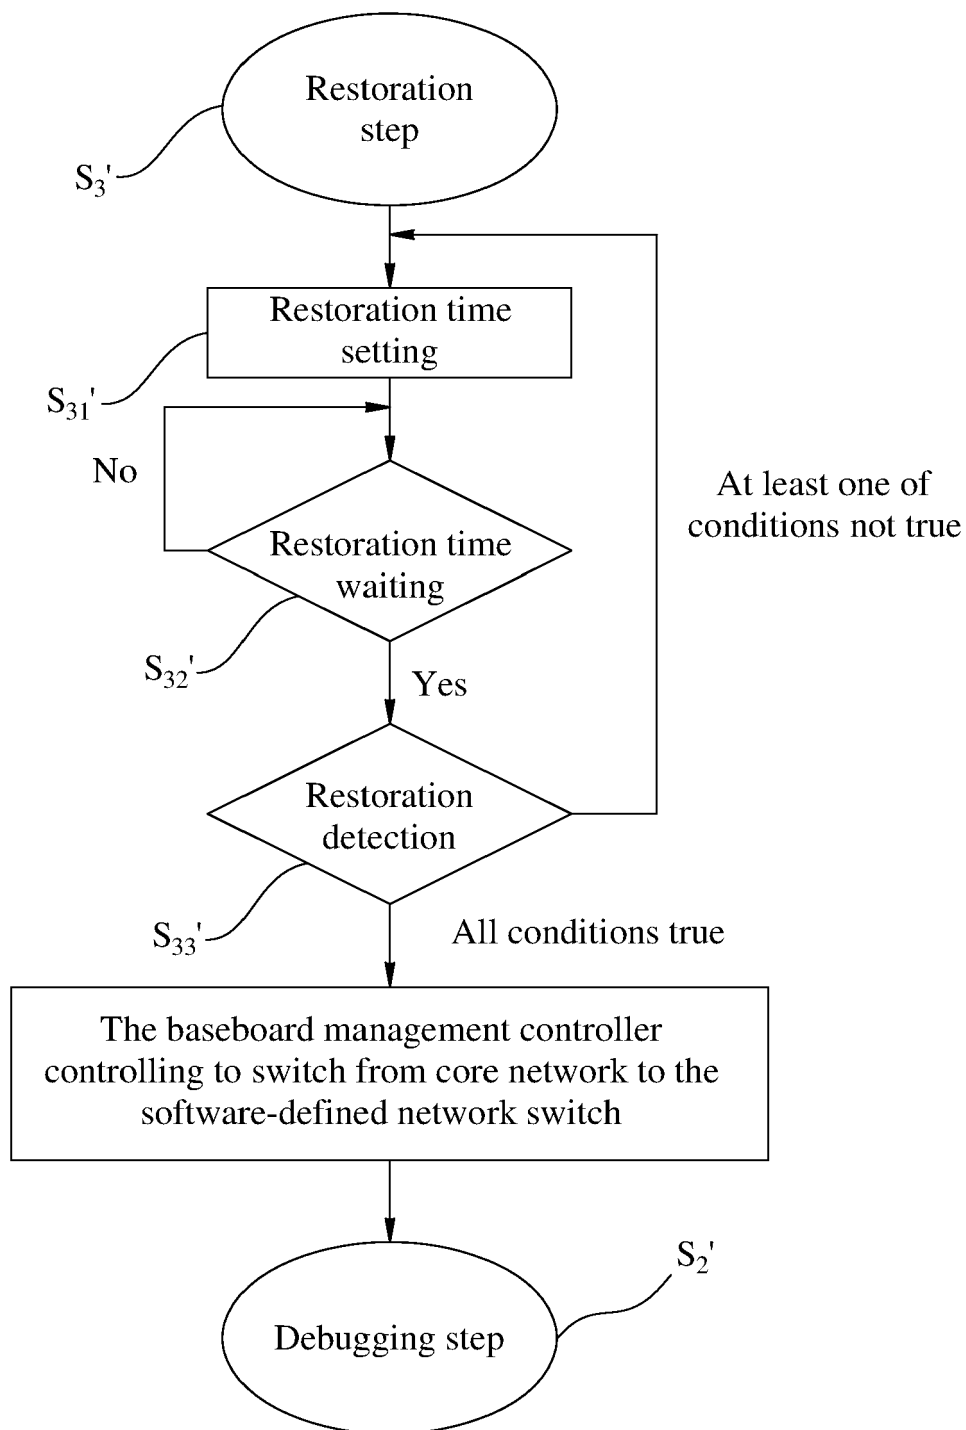 Restoration
step
S3'
Restoration time
setting
S31'
No
At least one of
conditions not true
Restoration time
waiting
S32'
Yes
Restoration
detection
S33'
All conditions true
The baseboard management controller
controlling to switch from core network to the
software-defined network switch
S2'
Debugging step